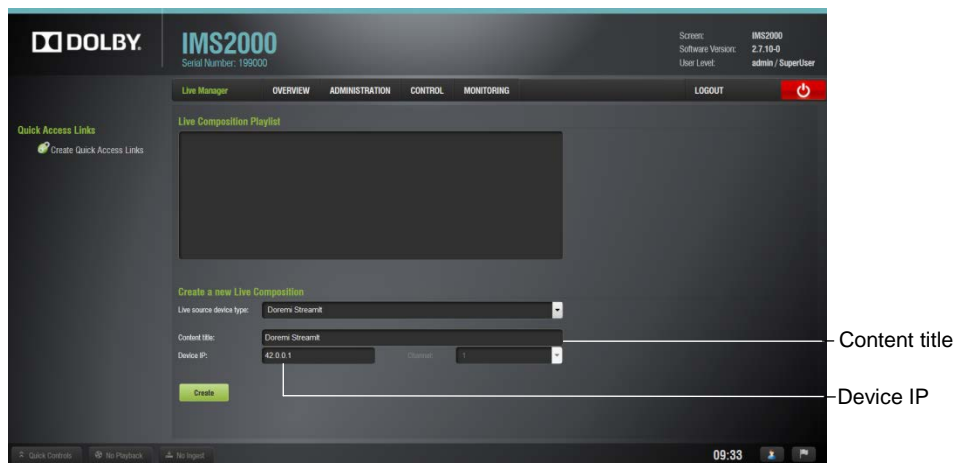 DOLBY.
IMS2000
Serial Number: 199000
Screen: IMS2000
Software Version: 2.7.10-0
User Level: admin / SuperUser
Live Manager OVERVIEW ADMINISTRATION CONTROL MONITORING LOGOUT
Quick Access Links
Create Quick Access Links
Live Composition Playlist
Create a new Live Composition
Live source device type: Doremi StreamIt
Content title: Doremi StreamIt
Device IP: 42.0.0.1 Channel: 1
Create
Content title
Device IP
Quick Controls No Playback No Ingest 09:33